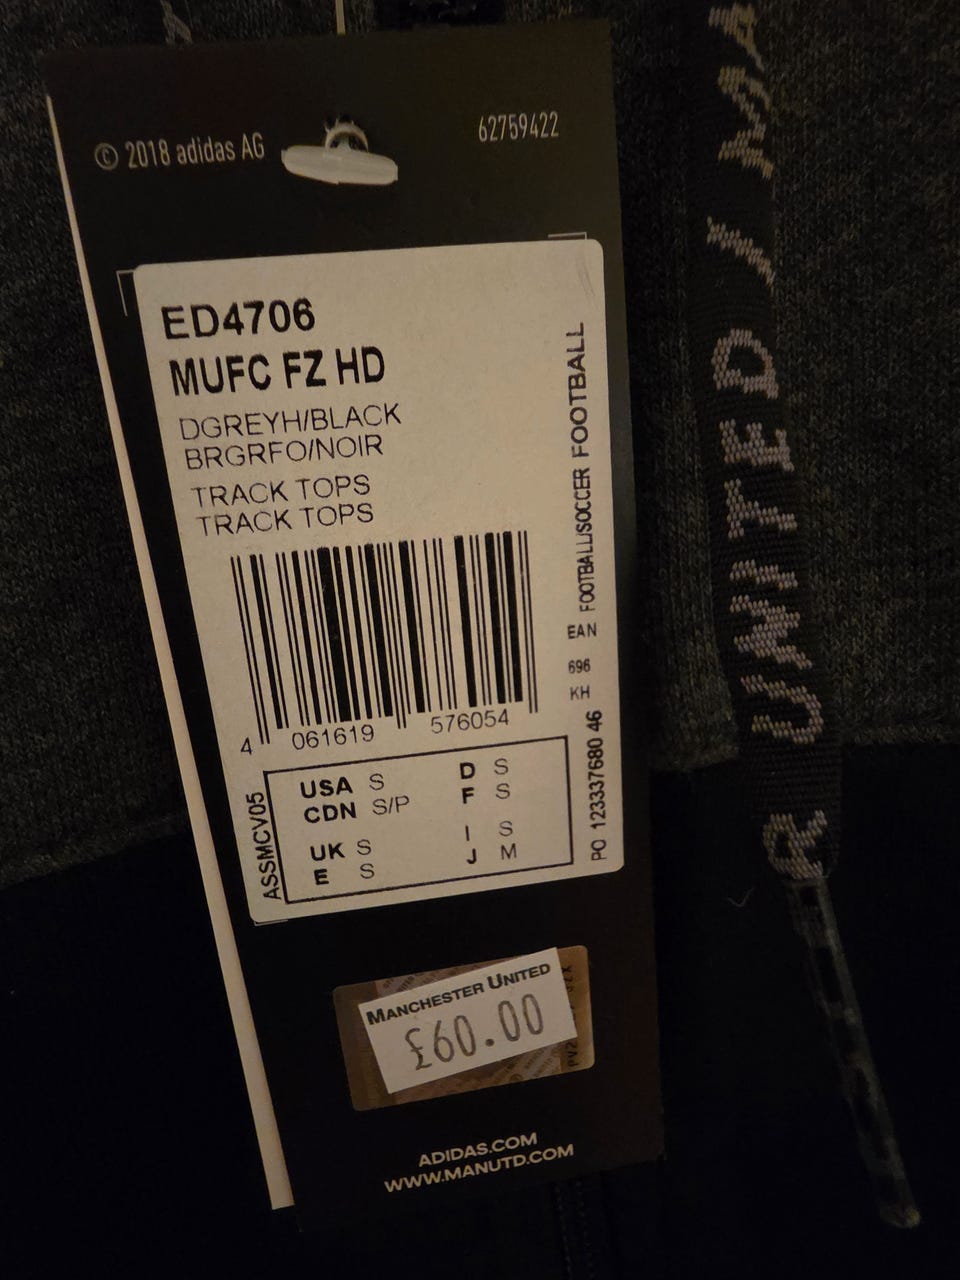 © 2018 adidas AG
62759422
ED4706
MUFC FZ HD
DGREYH/BLACK
BRGRFO/NOIR
TRACK TOPS
TRACK TOPS
4 061619 576054
USA S
CDN S/P
UK S
E S
D S
F S
I S
J M
ASSMCV05
PO 123337680 46 KH 696 EAN FOOTBALL/SOCCER FOOTBALL
MANCHESTER UNITED
£60.00
ADIDAS.COM
WWW.MANUTD.COM
R UNITED / MA